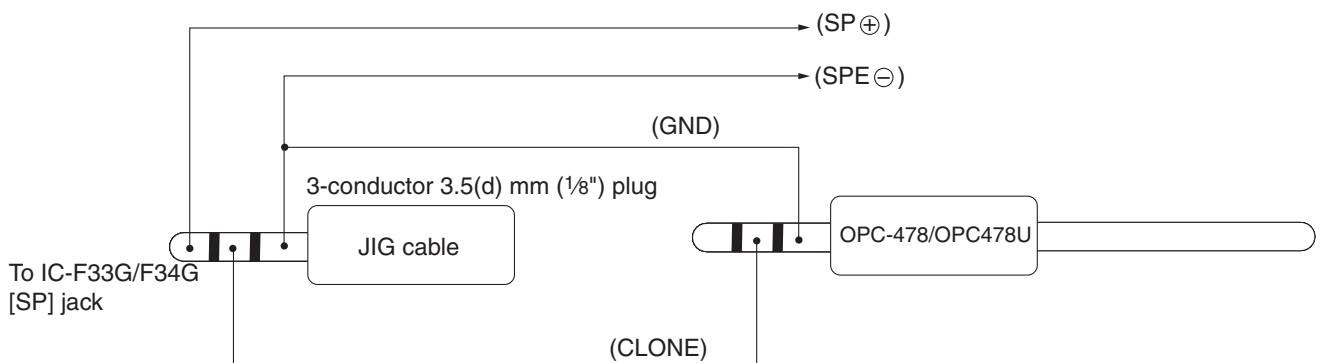 (SP⊕)
(SPE⊖)
(GND)
3-conductor 3.5(d) mm (1/8") plug
JIG cable
OPC-478/OPC478U
To IC-F33G/F34G
[SP] jack
(CLONE)